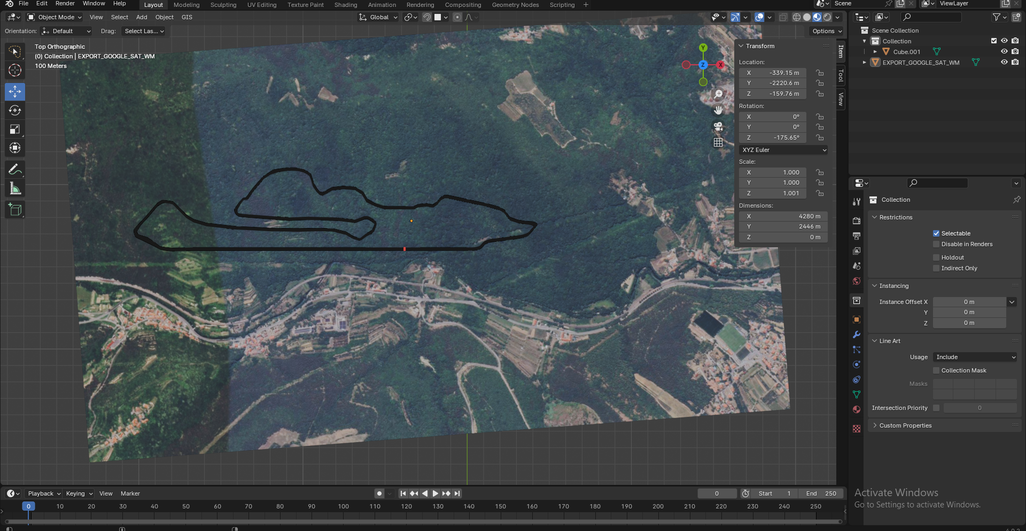 File Edit Render Window Help Layout Modeling Sculpting UV Editing Texture Paint Shading Animation Rendering Compositing Geometry Nodes Scripting + Scene ViewLayer
Object Mode View Select Add Object GIS Global
Orientation: Default Drag: Select Las... Options
Top Orthographic
(0) Collection | EXPORT_GOOGLE_SAT_WM
100 Meters
Transform
Location:
X -339.15 m
Y -2220.6 m
Z -159.76 m
Rotation:
X 0°
Y 0°
Z -175.65°
XYZ Euler
Scale:
X 1.000
Y 1.000
Z 1.001
Dimensions:
X 4280 m
Y 2446 m
Z 0 m
Item
Tool
View
Y
Z
X
Scene Collection
Collection
Cube.001
EXPORT_GOOGLE_SAT_WM
Collection
Restrictions
Selectable
Disable in Renders
Holdout
Indirect Only
Instancing
Instance Offset X 0 m
Y 0 m
Z 0 m
Line Art
Usage Include
Collection Mask
Masks
Intersection Priority 0
Custom Properties
Activate Windows
Go to Settings to activate Windows.
Playback Keying View Marker 0 Start 1 End 250
0 10 20 30 40 50 60 70 80 90 100 110 120 130 140 150 160 170 180 190 200 210 220 230 240 250